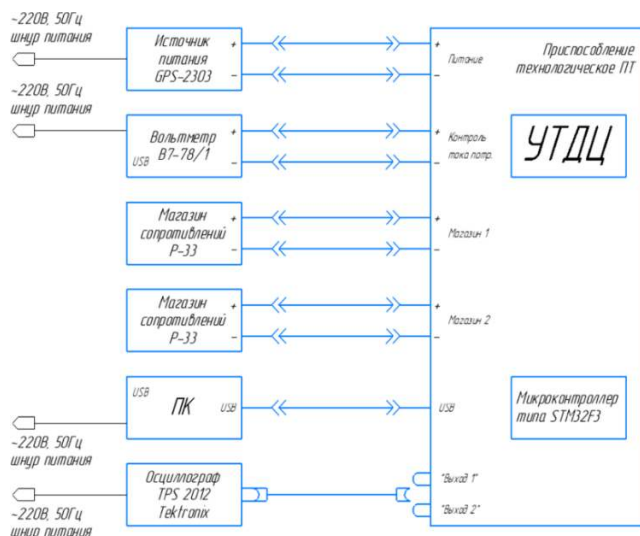 ~220В, 50Гц
шнур питания
Источник
питания
GPS-2303
+
−
+
−
Питание
Приспособление
технологическое ПТ
~220В, 50Гц
шнур питания
Вольтметр
В7-78/1
USB
+
−
+
−
Контроль
тока потр.
УТДЦ
Магазин
сопротивлений
Р-33
+
−
+
−
Магазин 1
Магазин
сопротивлений
Р-33
+
−
+
−
Магазин 2
USB
ПК
USB
USB
Микроконтроллер
типа STM32F3
~220В, 50Гц
шнур питания
Осциллограф
TPS 2012
Tektronix
"Выход 1"
"Выход 2"
~220В, 50Гц
шнур питания